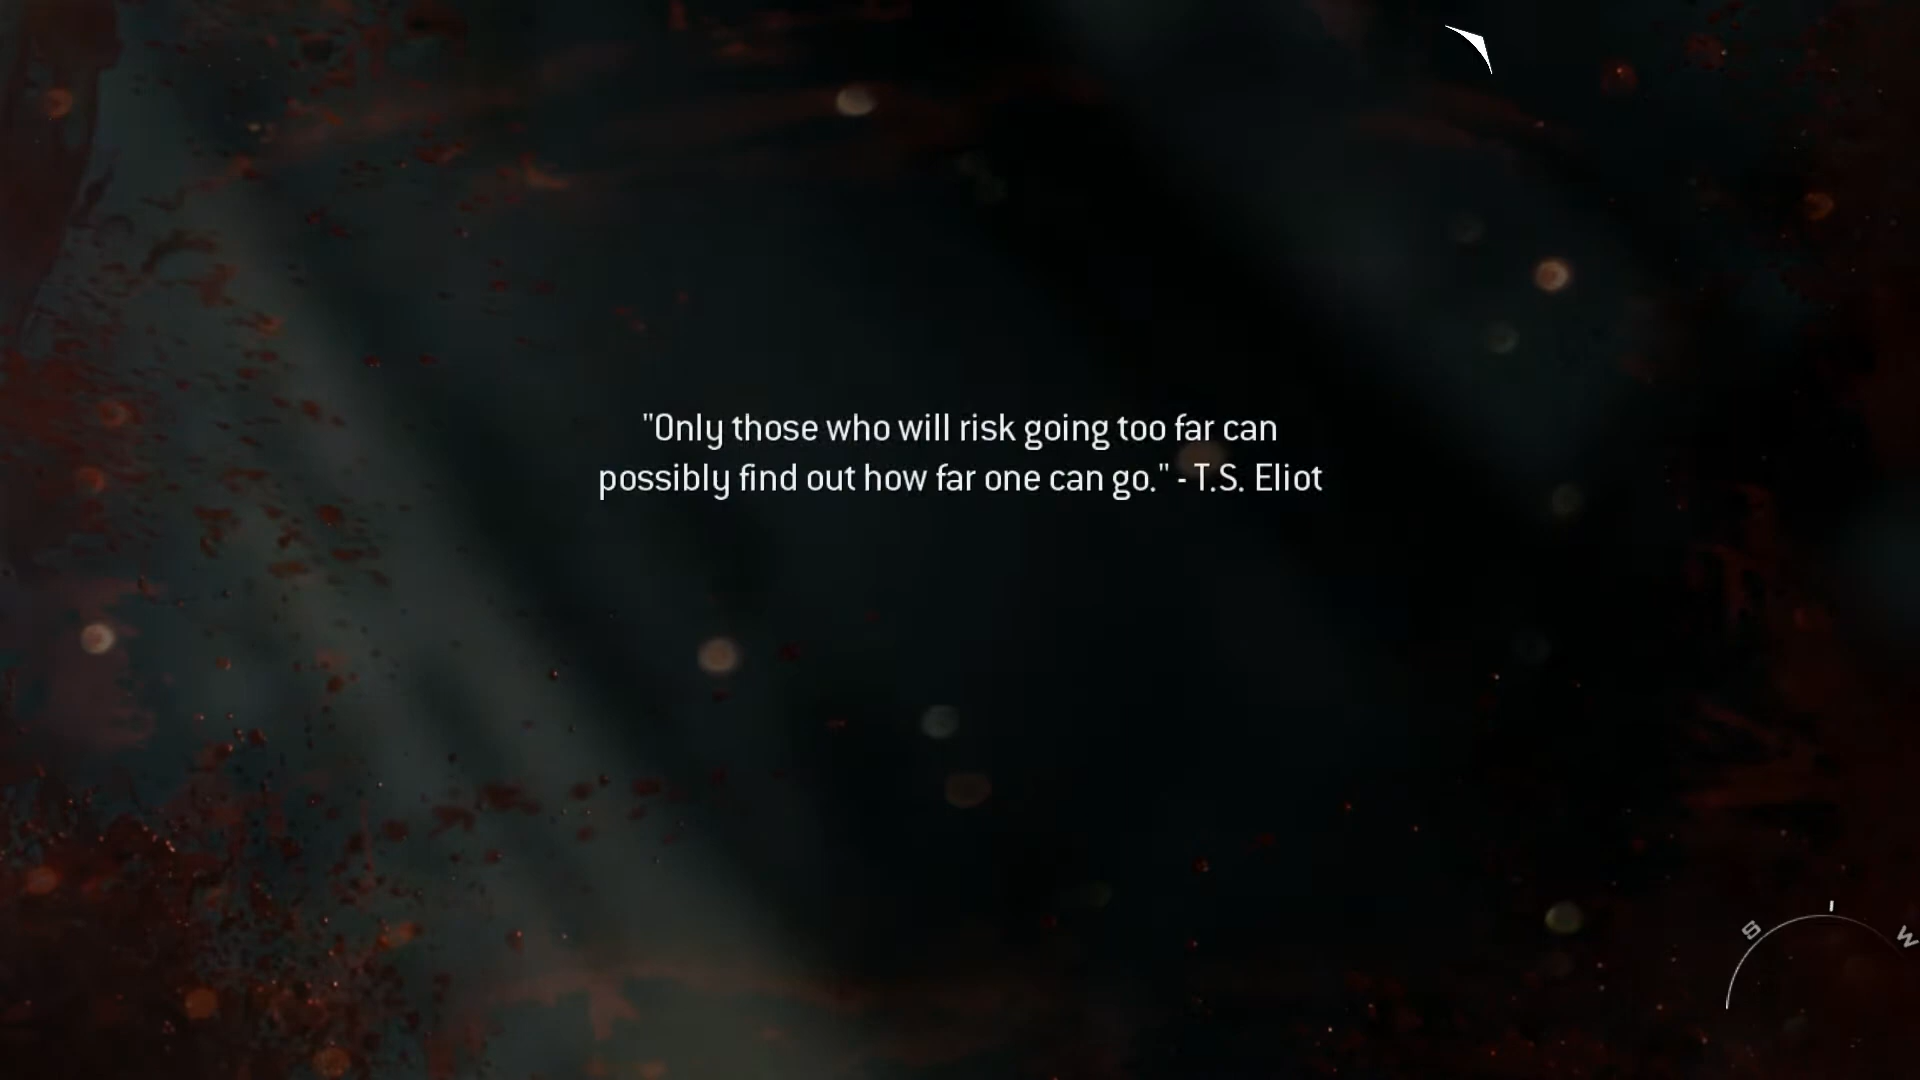 "Only those who will risk going too far can
possibly find out how far one can go." - T.S. Eliot
S
W